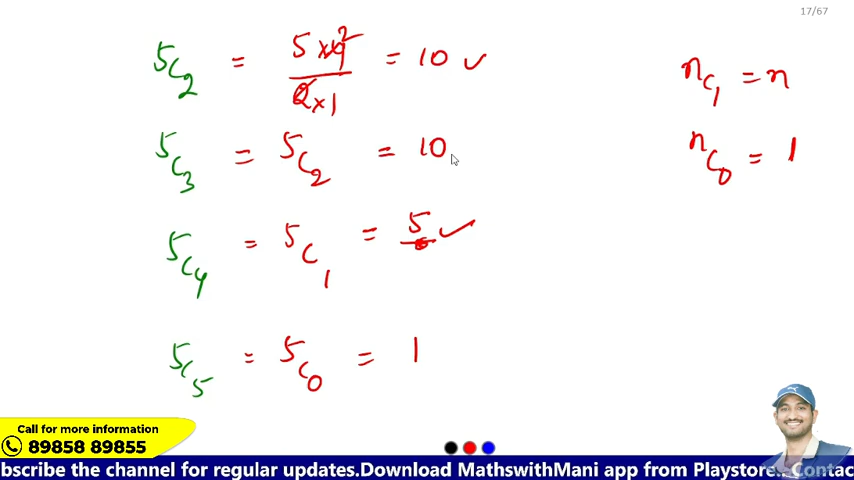 17/67
5C2 = 5 x 4 2 / 2 x 1 = 10 ✓
nC1 = n
5C3 = 5C2 = 10
nC0 = 1
5C4 = 5C1 = 5 ✓
5C5 = 5C0 = 1
Call for more information
89858 89855
bscribe the channel for regular updates.Download MathswithMani app from Playstore.. Contac